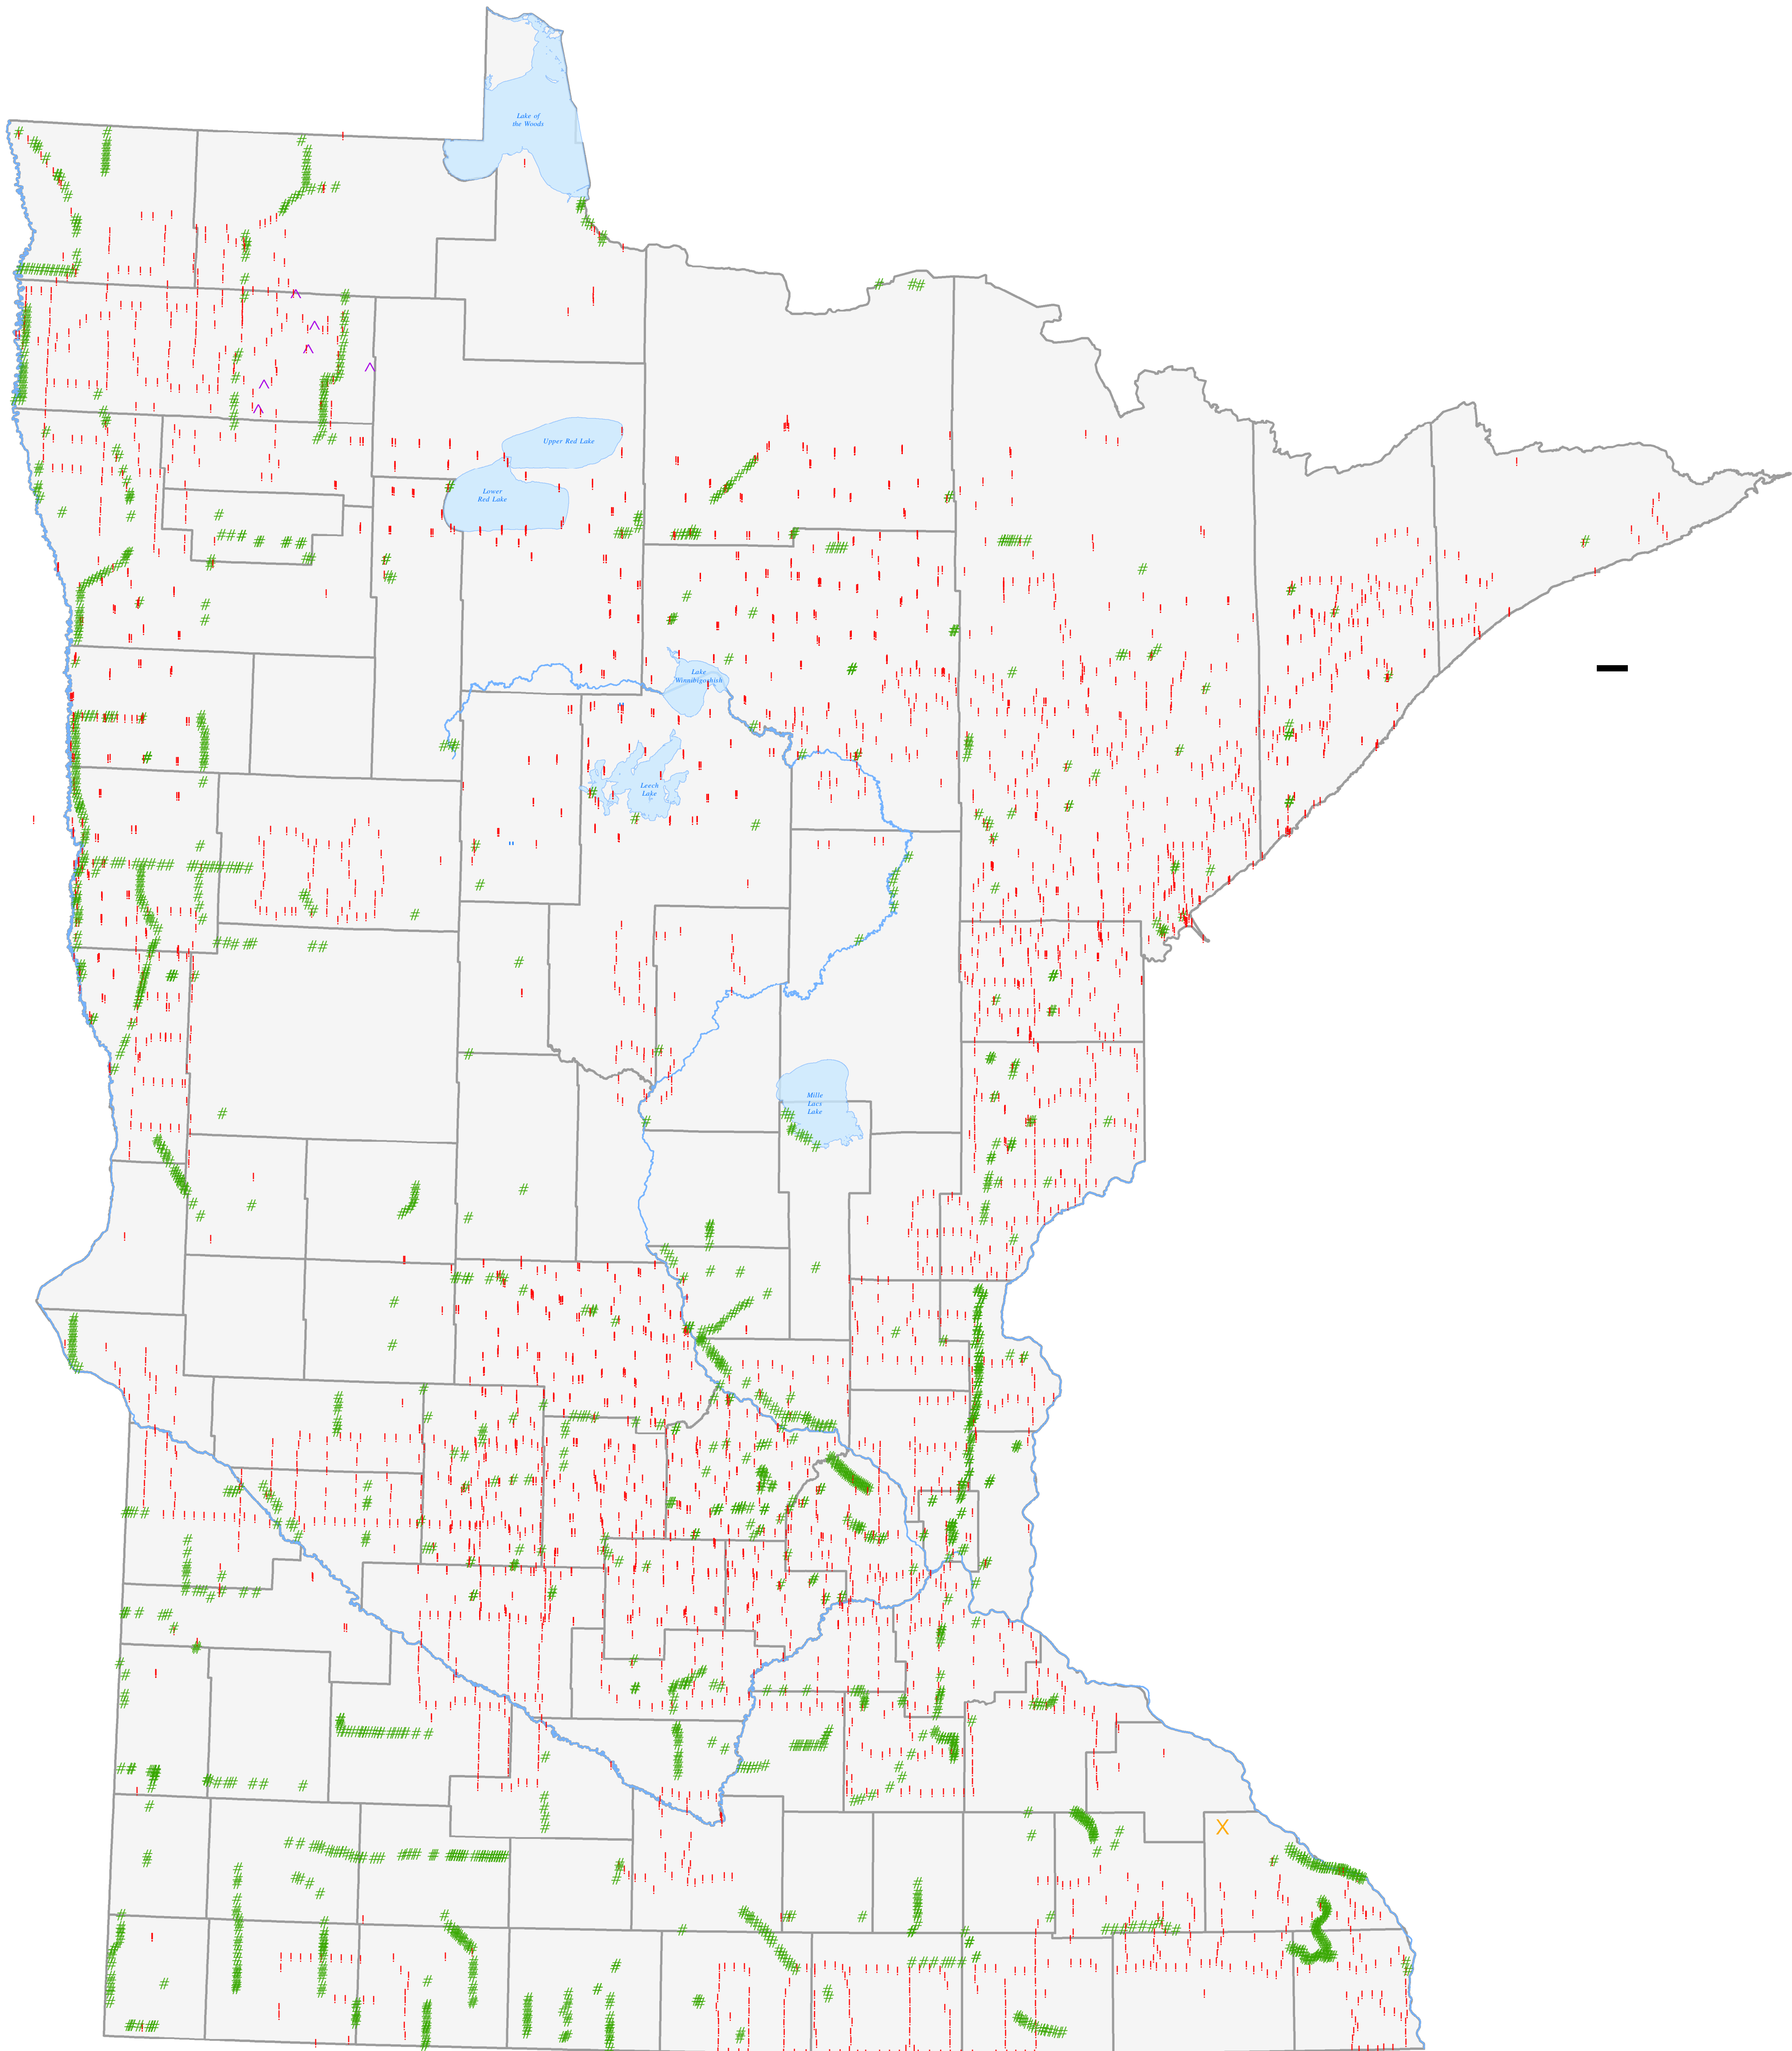 Lake of
the Woods
Upper Red Lake
Lower
Red Lake
Lake
Winnibigoshish
Leech
Lake
Mille
Lacs
Lake
X